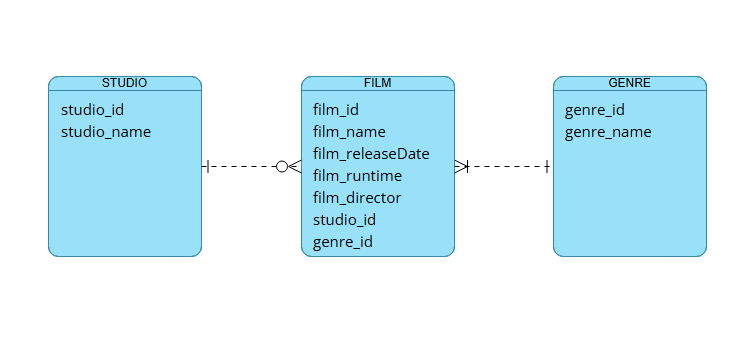 STUDIO
studio_id
studio_name
FILM
film_id
film_name
film_releaseDate
film_runtime
film_director
studio_id
genre_id
GENRE
genre_id
genre_name